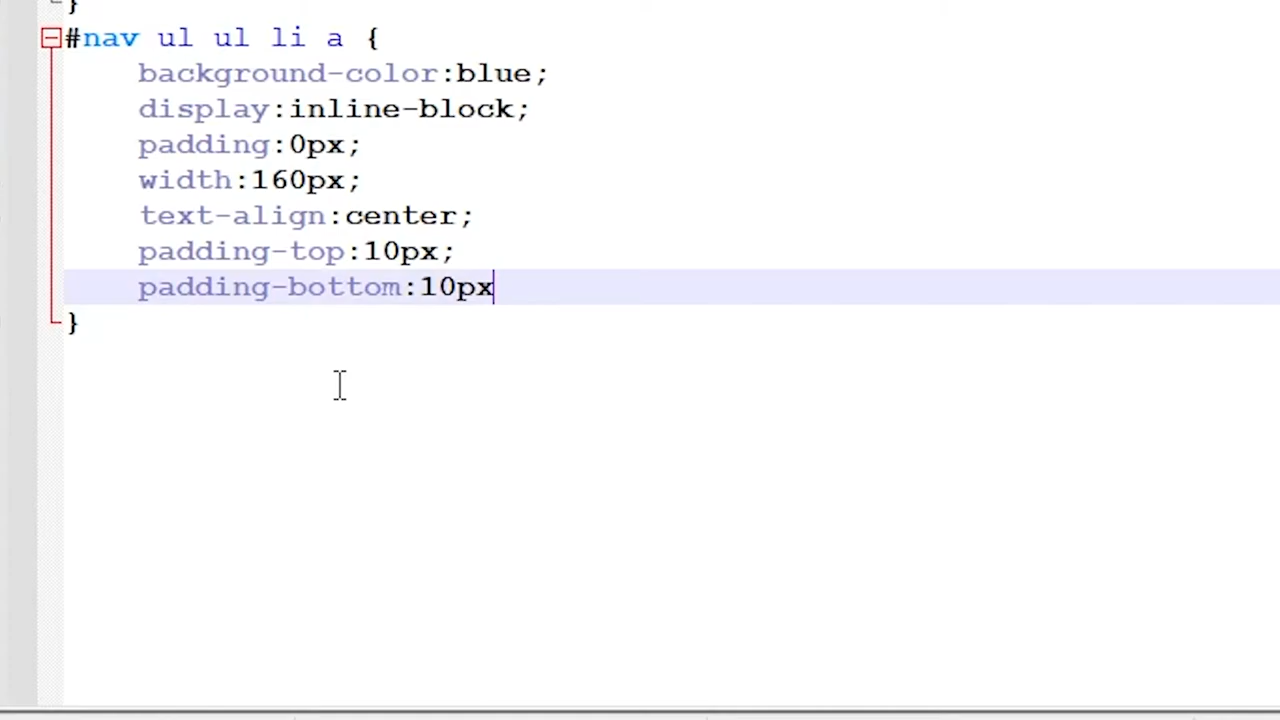 }
#nav ul ul li a {
background-color:blue;
display:inline-block;
padding:0px;
width:160px;
text-align:center;
padding-top:10px;
padding-bottom:10px
}